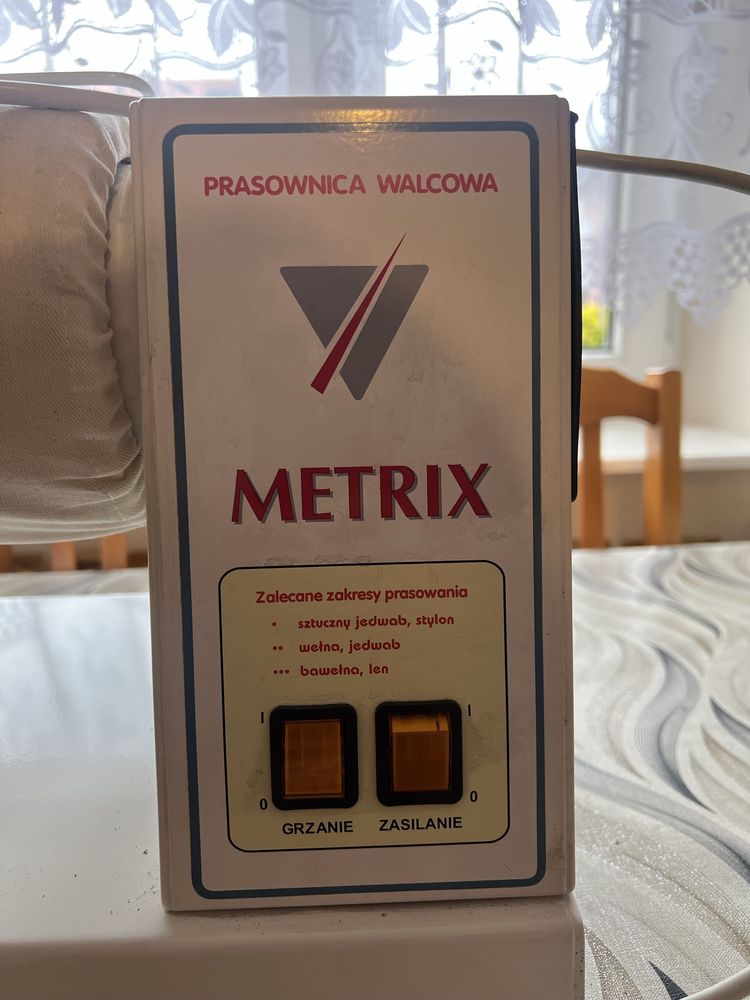 PRASOWNICA WALCOWA
METRIX
Zalecane zakresy prasowania
• sztuczny jedwab, stylon
•• wełna, jedwab
••• bawełna, len
I I
0 0
GRZANIE ZASILANIE